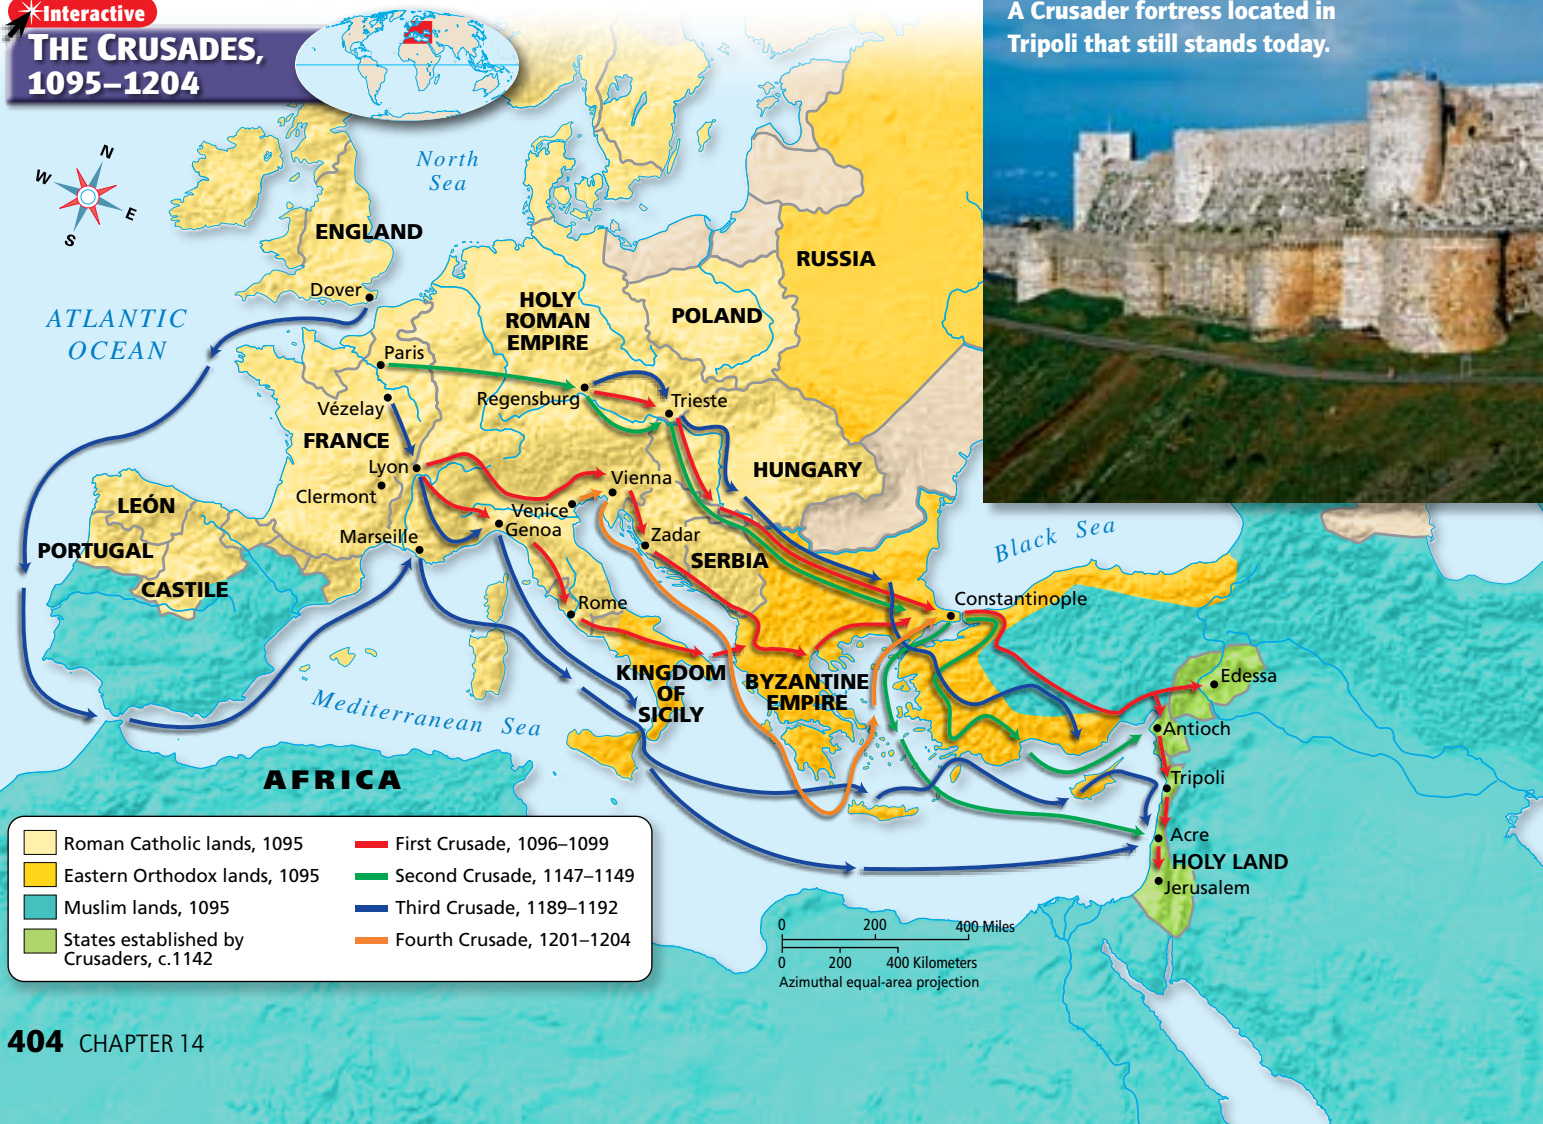 Interactive
THE CRUSADES,
1095–1204
A Crusader fortress located in
Tripoli that still stands today.
N
W
E
S
North
Sea
ENGLAND
Dover
ATLANTIC
OCEAN
RUSSIA
HOLY
ROMAN
EMPIRE
POLAND
Paris
Regensburg
Trieste
Vézelay
FRANCE
Lyon
HUNGARY
Clermont
Vienna
LEÓN
Venice
Genoa
Marseille
Zadar
PORTUGAL
SERBIA
CASTILE
Black Sea
Rome
Constantinople
KINGDOM
OF
SICILY
BYZANTINE
EMPIRE
Edessa
Mediterranean Sea
Antioch
AFRICA
Tripoli
Acre
HOLY LAND
Jerusalem
Roman Catholic lands, 1095
Eastern Orthodox lands, 1095
Muslim lands, 1095
States established by
Crusaders, c.1142
First Crusade, 1096–1099
Second Crusade, 1147–1149
Third Crusade, 1189–1192
Fourth Crusade, 1201–1204
0 200 400 Miles
0 200 400 Kilometers
Azimuthal equal-area projection
404 CHAPTER 14